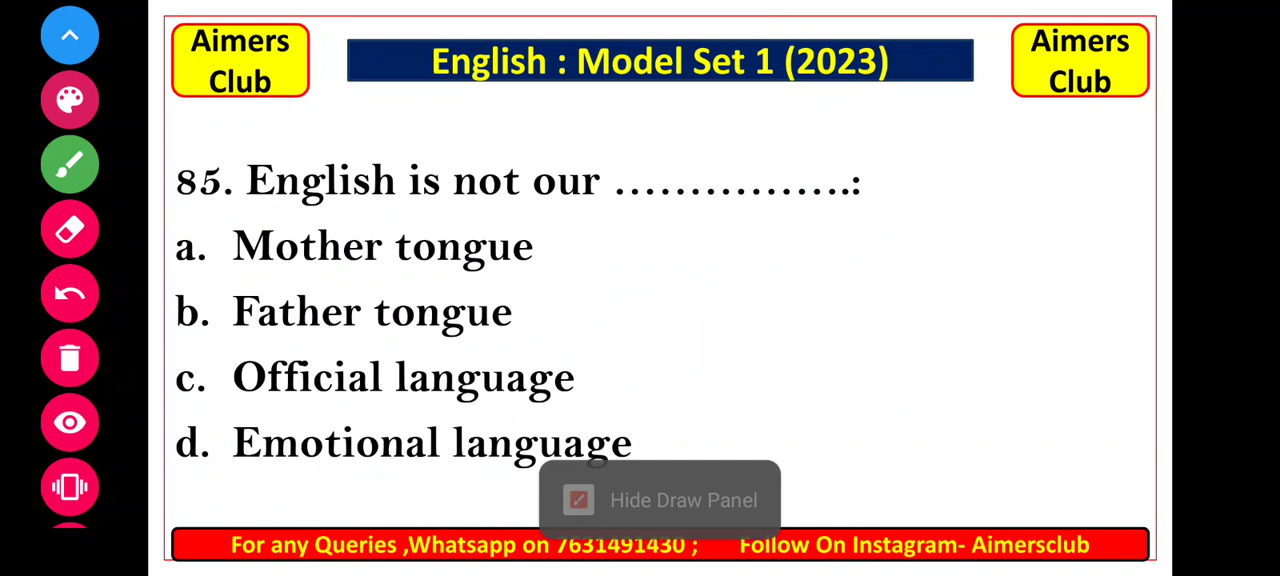 Aimers
Club
English : Model Set 1 (2023)
Aimers
Club
85. English is not our ................:
a. Mother tongue
b. Father tongue
c. Official language
d. Emotional language
Hide Draw Panel
For any Queries ,Whatsapp on 7631491430 ; Follow On Instagram- Aimersclub